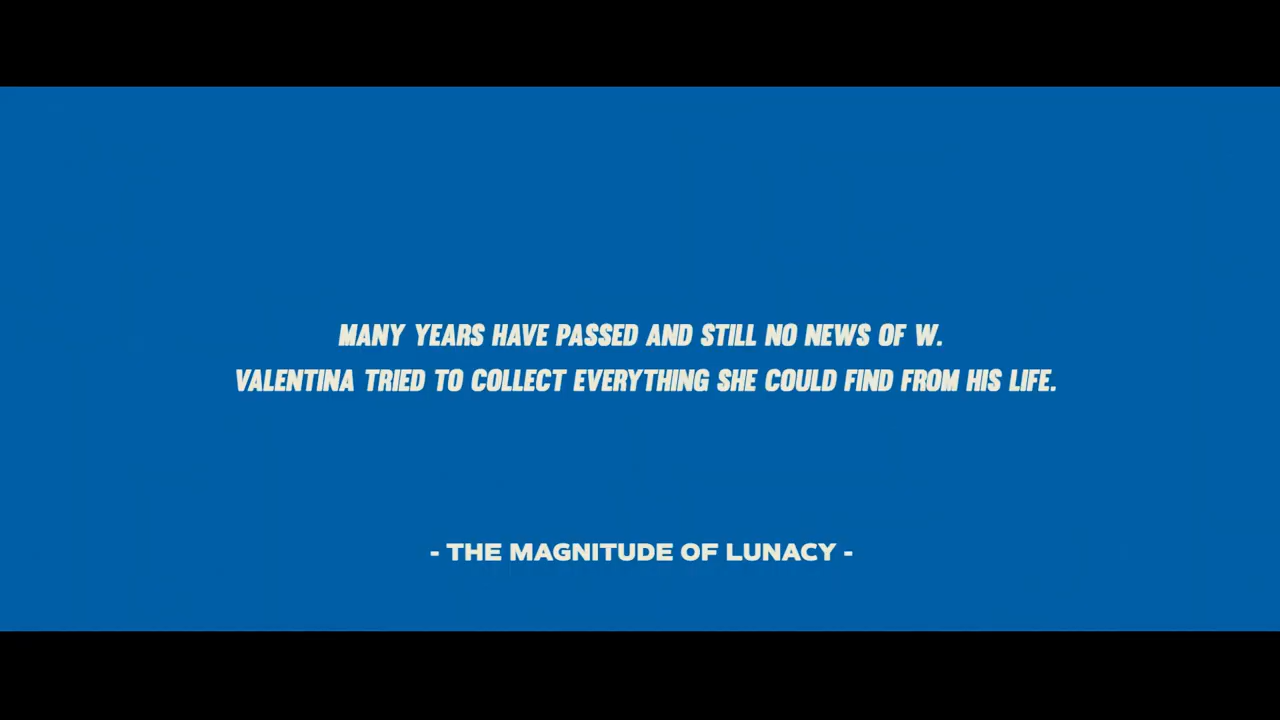 MANY YEARS HAVE PASSED AND STILL NO NEWS OF W.
VALENTINA TRIED TO COLLECT EVERYTHING SHE COULD FIND FROM HIS LIFE.
- THE MAGNITUDE OF LUNACY -